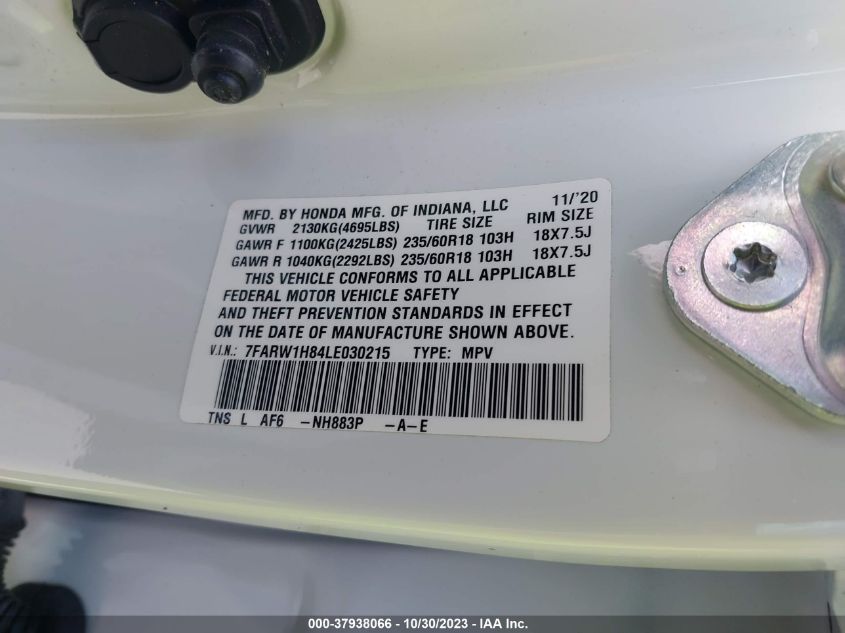 MFD. BY HONDA MFG. OF INDIANA, LLC 11/'20
GVWR 2130KG(4695LBS) TIRE SIZE RIM SIZE
GAWR F 1100KG(2425LBS) 235/60R18 103H 18X7.5J
GAWR R 1040KG(2292LBS) 235/60R18 103H 18X7.5J
THIS VEHICLE CONFORMS TO ALL APPLICABLE
FEDERAL MOTOR VEHICLE SAFETY
AND THEFT PREVENTION STANDARDS IN EFFECT
ON THE DATE OF MANUFACTURE SHOWN ABOVE.
V.I.N.: 7FARW1H84LE030215 TYPE: MPV
TNS L AF6 -NH883P -A-E
000-37938066 - 10/30/2023 - IAA Inc.